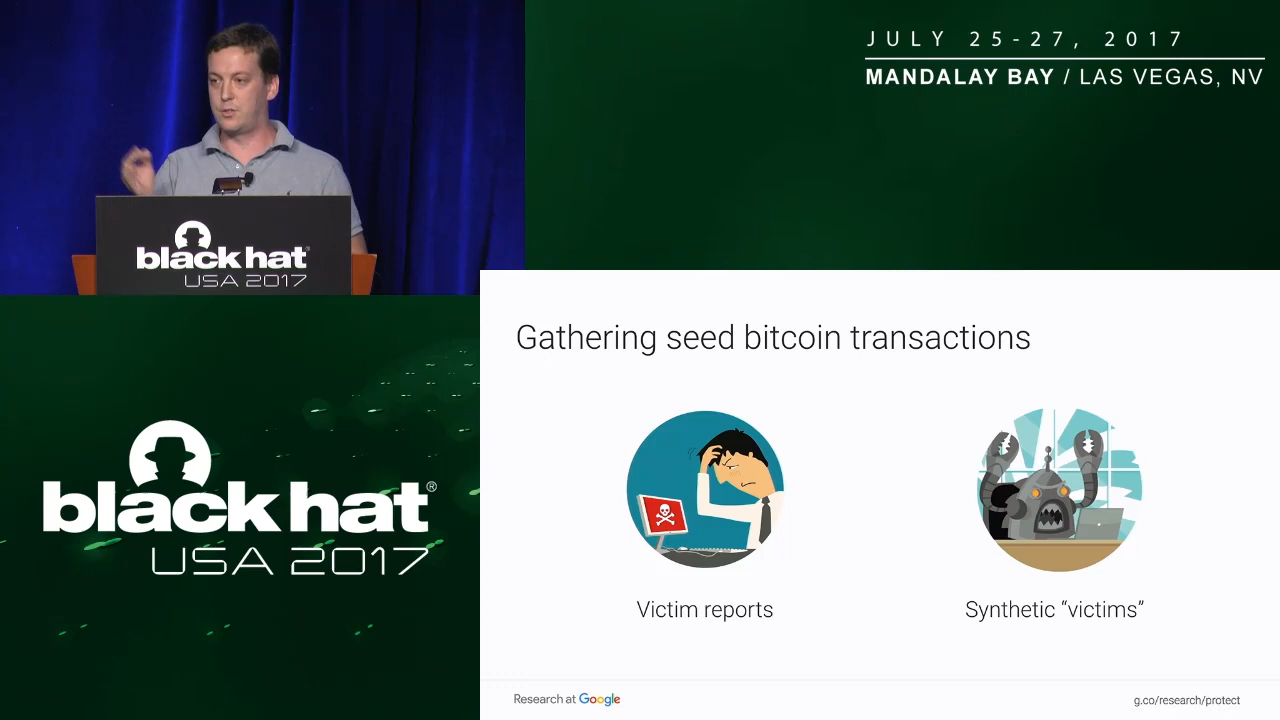 JULY 25-27, 2017
MANDALAY BAY / LAS VEGAS, NV
black hat®
USA 2017
Gathering seed bitcoin transactions
Victim reports
Synthetic “victims”
black hat®
USA 2017
Research at Google
g.co/research/protect